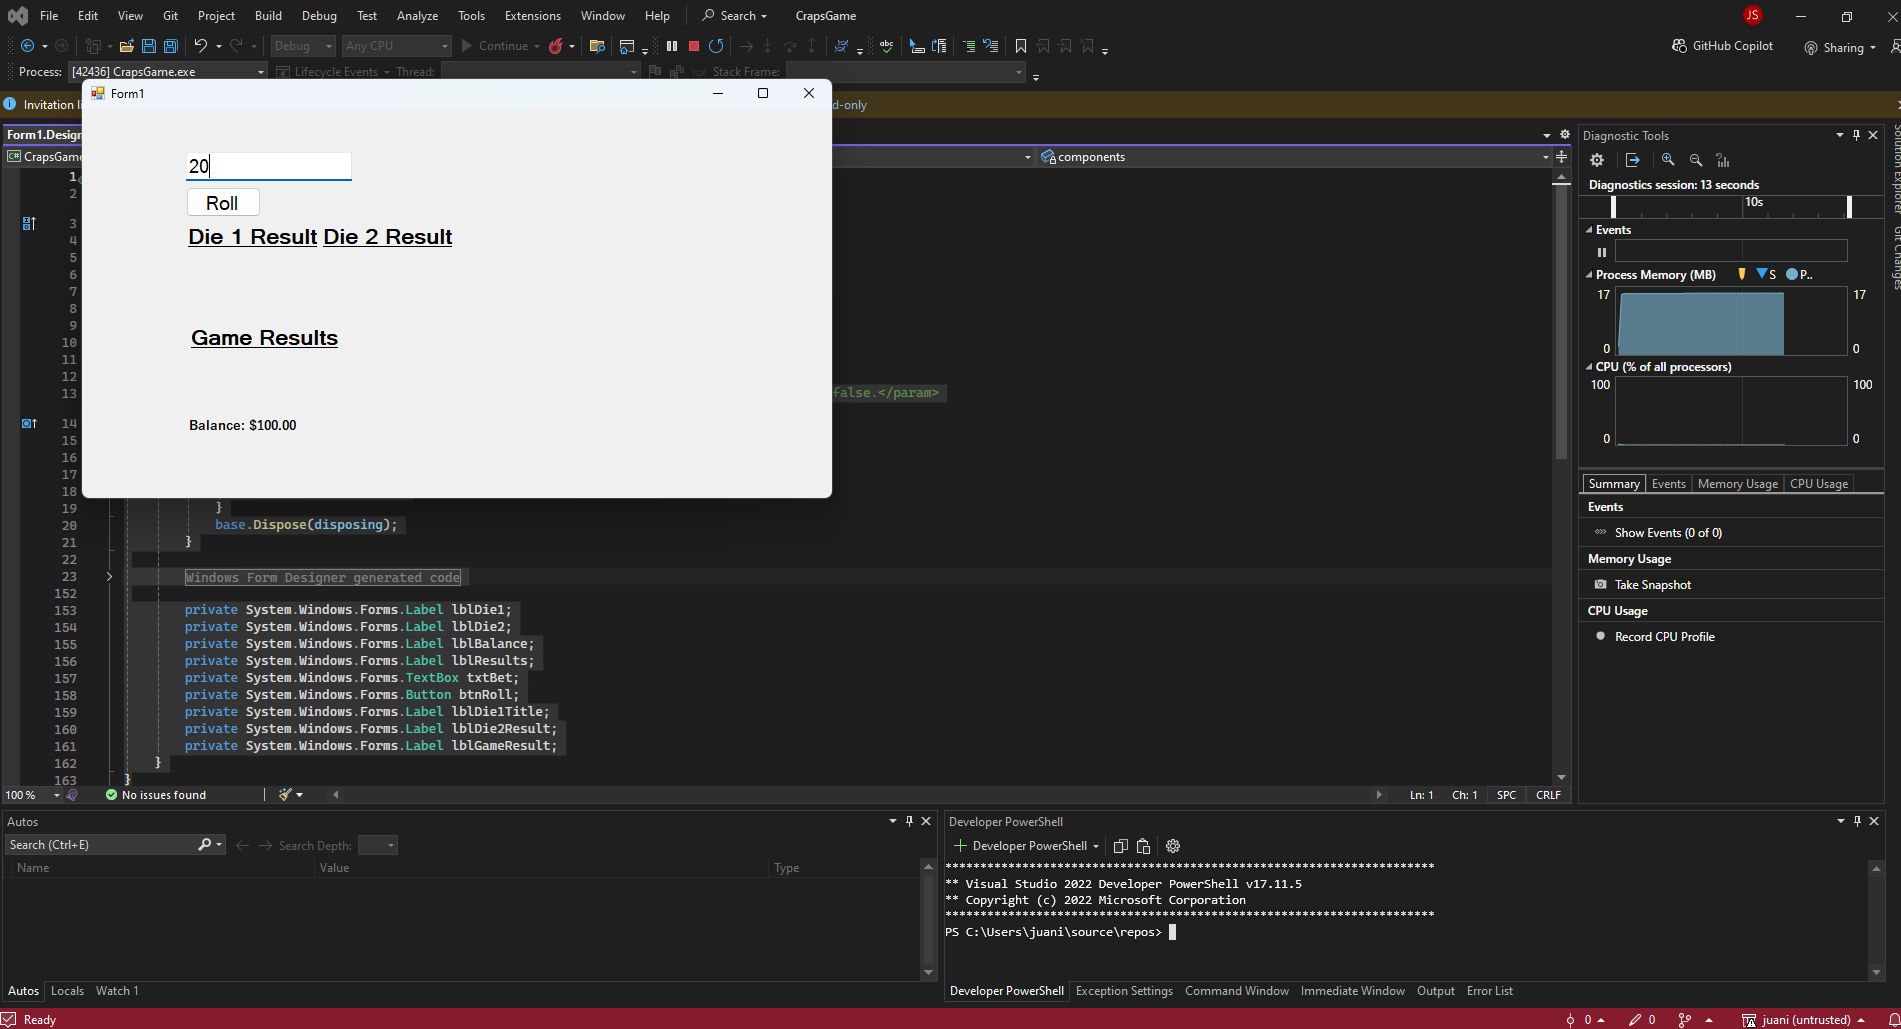 File Edit View Git Project Build Debug Test Analyze Tools Extensions Window Help Search CrapsGame JS
Debug Any CPU Continue GitHub Copilot Sharing
Process: [42436] CrapsGame.exe Lifecycle Events Thread: Stack Frame:
Invitation d-only
Form1
20
Roll
Die 1 Result Die 2 Result
Game Results
Balance: $100.00
Form1.Design
CrapsGame components
1
2
3
4
5
6
7
8
9
10
11
12
13 false.</param>
14
15
16
17
18
19 }
20 base.Dispose(disposing);
21 }
22
23 Windows Form Designer generated code
152
153 private System.Windows.Forms.Label lblDie1;
154 private System.Windows.Forms.Label lblDie2;
155 private System.Windows.Forms.Label lblBalance;
156 private System.Windows.Forms.Label lblResults;
157 private System.Windows.Forms.TextBox txtBet;
158 private System.Windows.Forms.Button btnRoll;
159 private System.Windows.Forms.Label lblDie1Title;
160 private System.Windows.Forms.Label lblDie2Result;
161 private System.Windows.Forms.Label lblGameResult;
162 }
163 }
100 % No issues found Ln: 1 Ch: 1 SPC CRLF
Diagnostic Tools
Diagnostics session: 13 seconds
10s
Events
Process Memory (MB) S P..
17 17
0 0
CPU (% of all processors)
100 100
0 0
Summary Events Memory Usage CPU Usage
Events
Show Events (0 of 0)
Memory Usage
Take Snapshot
CPU Usage
Record CPU Profile
Solution Explorer
Git Changes
Autos
Search (Ctrl+E) Search Depth:
Name Value Type
Autos Locals Watch 1
Developer PowerShell
Developer PowerShell
**********************************************************************
** Visual Studio 2022 Developer PowerShell v17.11.5
** Copyright (c) 2022 Microsoft Corporation
**********************************************************************
PS C:\Users\juani\source\repos>
Developer PowerShell Exception Settings Command Window Immediate Window Output Error List
Ready 0 0 juani (untrusted)